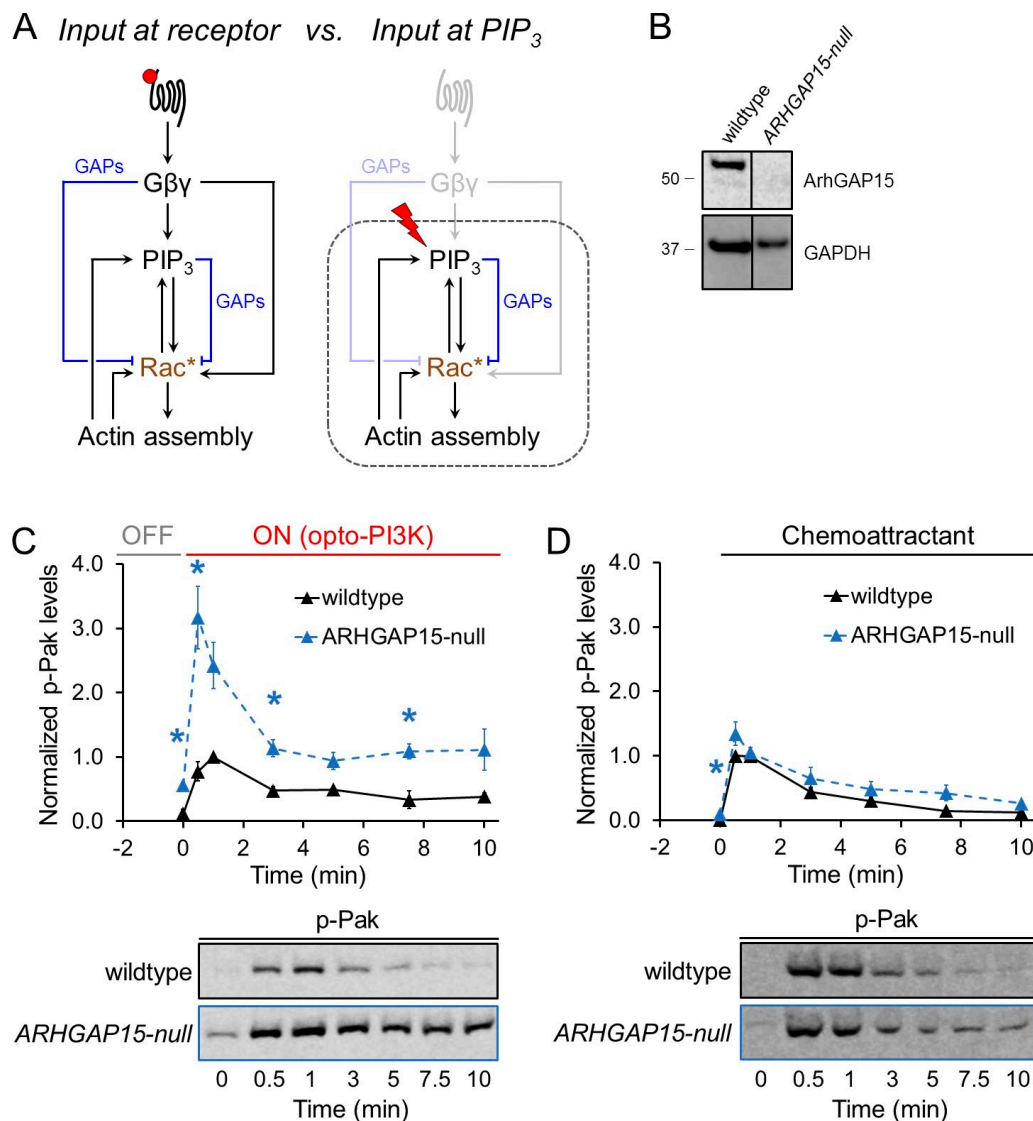 A Input at receptor vs. Input at PIP3
GAPs
Gβγ
PIP3
GAPs
Rac*
Actin assembly
GAPs
Gβγ
PIP3
GAPs
Rac*
Actin assembly
B
wildtype
ARHGAP15-null
50
ArhGAP15
37
GAPDH
C
OFF
ON (opto-PI3K)
Normalized p-Pak levels
4.0
3.0
2.0
1.0
0.0
wildtype
ARHGAP15-null
*
*
*
*
-2 0 2 4 6 8 10
Time (min)
p-Pak
wildtype
ARHGAP15-null
0 0.5 1 3 5 7.5 10
Time (min)
D
Chemoattractant
Normalized p-Pak levels
4.0
3.0
2.0
1.0
0.0
wildtype
ARHGAP15-null
*
-2 0 2 4 6 8 10
Time (min)
p-Pak
wildtype
ARHGAP15-null
0 0.5 1 3 5 7.5 10
Time (min)